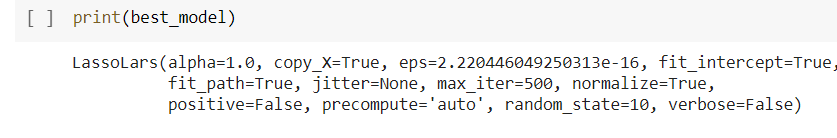 [ ] print(best_model)
LassoLars(alpha=1.0, copy_X=True, eps=2.220446049250313e-16, fit_intercept=True,
fit_path=True, jitter=None, max_iter=500, normalize=True,
positive=False, precompute='auto', random_state=10, verbose=False)